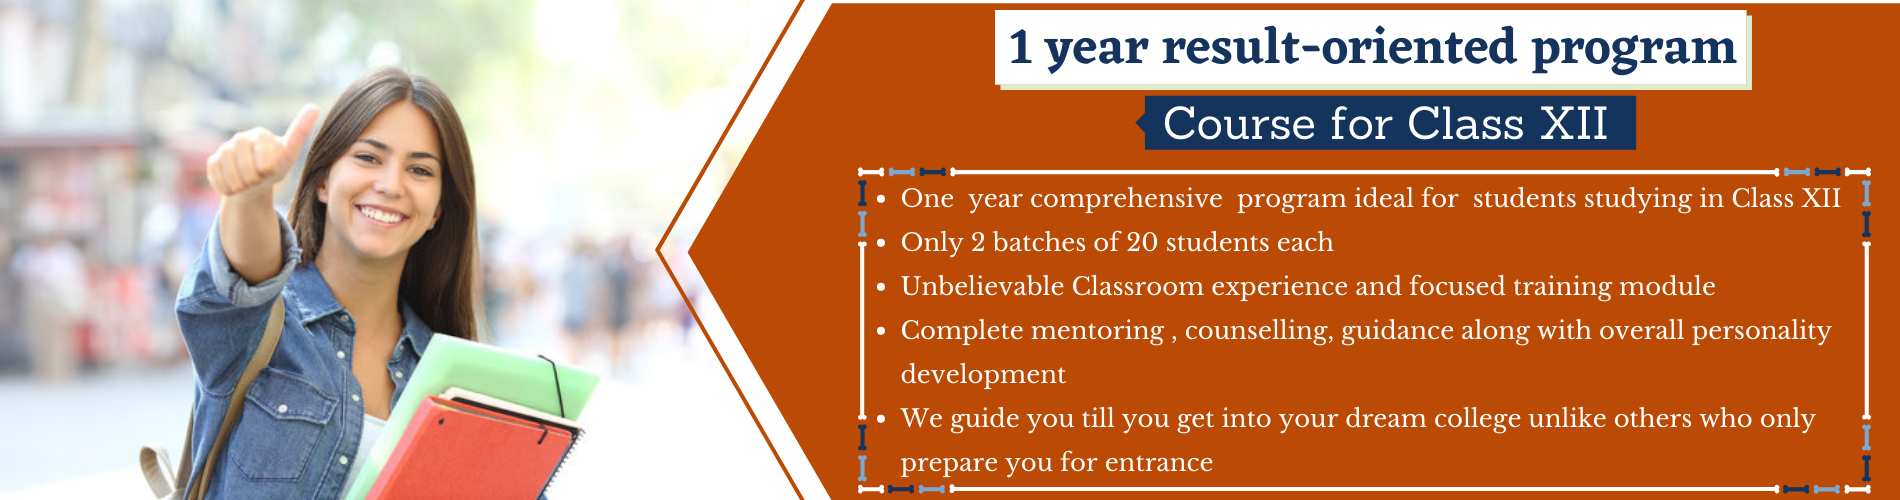 1 year result-oriented program
Course for Class XII
• One year comprehensive program ideal for students studying in Class XII
• Only 2 batches of 20 students each
• Unbelievable Classroom experience and focused training module
• Complete mentoring , counselling, guidance along with overall personality
development
• We guide you till you get into your dream college unlike others who only
prepare you for entrance